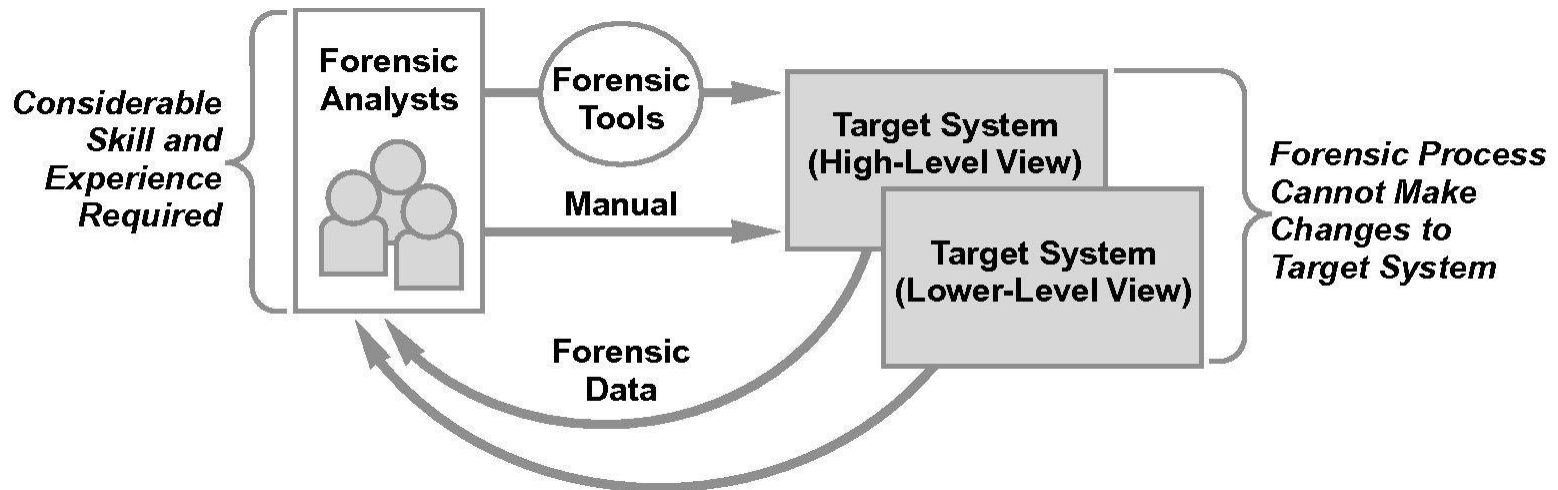 Considerable
Skill and
Experience
Required
Forensic
Analysts
Forensic
Tools
Manual
Forensic
Data
Target System
(High-Level View)
Target System
(Lower-Level View)
Forensic Process
Cannot Make
Changes to
Target System